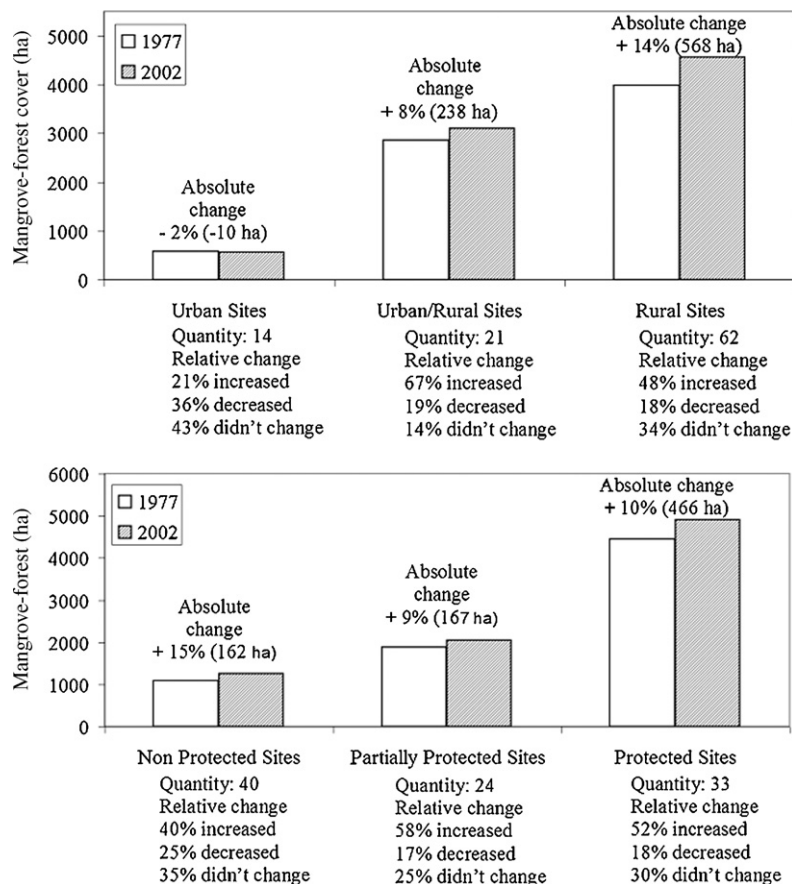 Mangrove-forest cover (ha)
5000
4000
3000
2000
1000
0
1977
2002
Absolute
change
- 2% (-10 ha)
Absolute
change
+ 8% (238 ha)
Absolute change
+ 14% (568 ha)
Urban Sites
Quantity: 14
Relative change
21% increased
36% decreased
43% didn't change
Urban/Rural Sites
Quantity: 21
Relative change
67% increased
19% decreased
14% didn't change
Rural Sites
Quantity: 62
Relative change
48% increased
18% decreased
34% didn't change
Mangrove-forest (ha)
6000
5000
4000
3000
2000
1000
0
1977
2002
Absolute
change
+ 15% (162 ha)
Absolute
change
+ 9% (167 ha)
Absolute change
+ 10% (466 ha)
Non Protected Sites
Quantity: 40
Relative change
40% increased
25% decreased
35% didn't change
Partially Protected Sites
Quantity: 24
Relative change
58% increased
17% decreased
25% didn't change
Protected Sites
Quantity: 33
Relative change
52% increased
18% decreased
30% didn't change